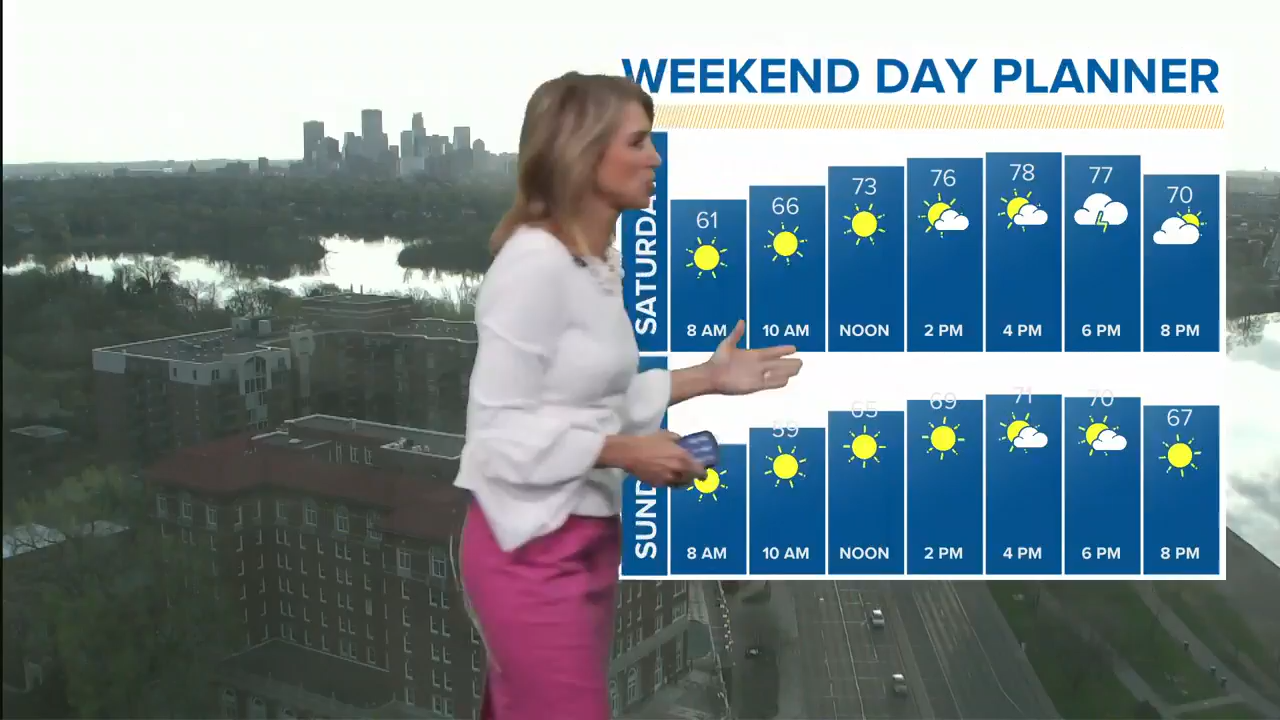 WEEKEND DAY PLANNER
SATURDAY
61 66 73 76 78 77 70
8 AM 10 AM NOON 2 PM 4 PM 6 PM 8 PM
59 65 69 71 70 67
8 AM 10 AM NOON 2 PM 4 PM 6 PM 8 PM